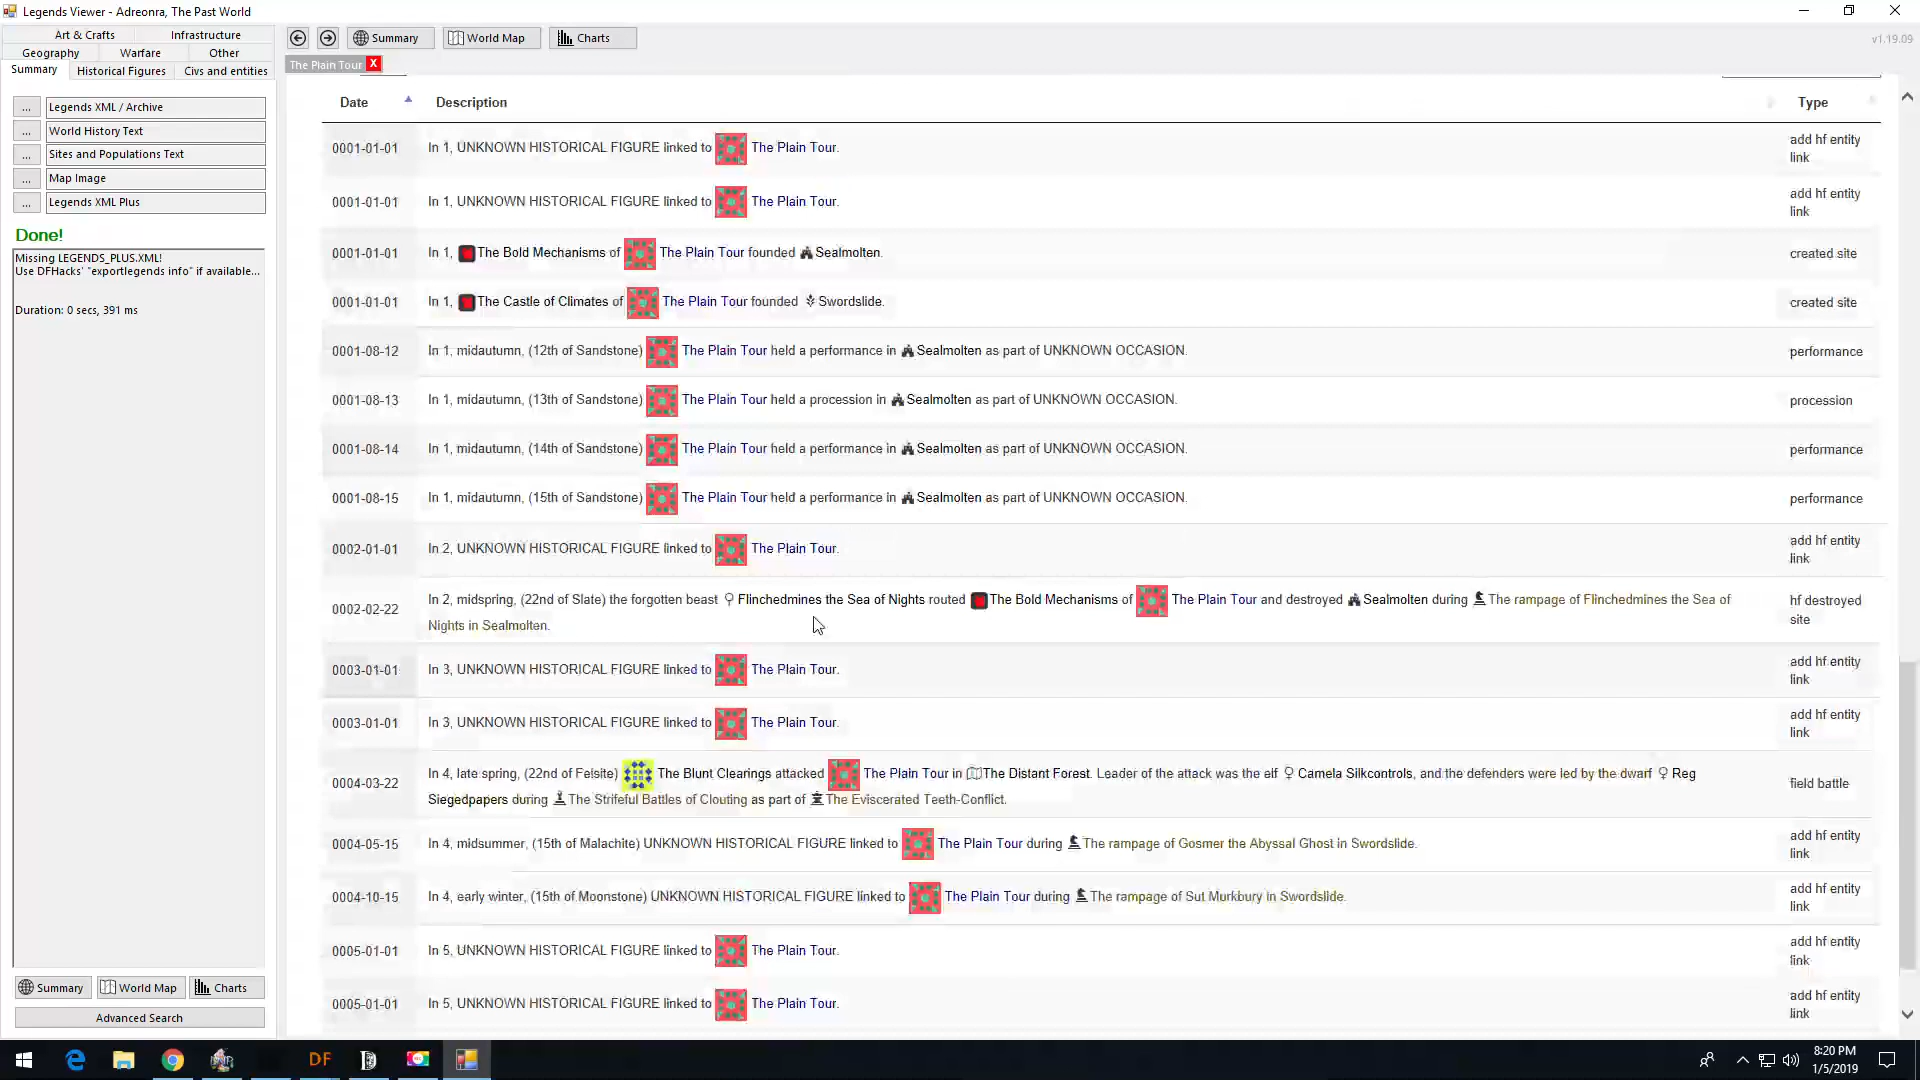 Legends Viewer - Adreonra, The Past World
Art & Crafts
Infrastructure
Geography
Warfare
Other
Summary
Historical Figures
Civs and entities
Summary
World Map
Charts
v1.19.09
The Plain Tour X
... Legends XML / Archive
... World History Text
... Sites and Populations Text
... Map Image
... Legends XML Plus
Done!
Missing LEGENDS_PLUS.XML!
Use DFHacks' "exportlegends info" if available...
Duration: 0 secs, 391 ms
Date
Description
Type
0001-01-01
In 1, UNKNOWN HISTORICAL FIGURE linked to The Plain Tour.
add hf entity
link
0001-01-01
In 1, UNKNOWN HISTORICAL FIGURE linked to The Plain Tour.
add hf entity
link
0001-01-01
In 1, The Bold Mechanisms of The Plain Tour founded Sealmolten.
created site
0001-01-01
In 1, The Castle of Climates of The Plain Tour founded Swordslide.
created site
0001-08-12
In 1, midautumn, (12th of Sandstone) The Plain Tour held a performance in Sealmolten as part of UNKNOWN OCCASION.
performance
0001-08-13
In 1, midautumn, (13th of Sandstone) The Plain Tour held a procession in Sealmolten as part of UNKNOWN OCCASION.
procession
0001-08-14
In 1, midautumn, (14th of Sandstone) The Plain Tour held a performance in Sealmolten as part of UNKNOWN OCCASION.
performance
0001-08-15
In 1, midautumn, (15th of Sandstone) The Plain Tour held a performance in Sealmolten as part of UNKNOWN OCCASION.
performance
0002-01-01
In 2, UNKNOWN HISTORICAL FIGURE linked to The Plain Tour.
add hf entity
link
0002-02-22
In 2, midspring, (22nd of Slate) the forgotten beast ♀ Flinchedmines the Sea of Nights routed The Bold Mechanisms of The Plain Tour and destroyed Sealmolten during The rampage of Flinchedmines the Sea of
Nights in Sealmolten.
hf destroyed
site
0003-01-01
In 3, UNKNOWN HISTORICAL FIGURE linked to The Plain Tour.
add hf entity
link
0003-01-01
In 3, UNKNOWN HISTORICAL FIGURE linked to The Plain Tour.
add hf entity
link
0004-03-22
In 4, late spring, (22nd of Felsite) The Blunt Clearings attacked The Plain Tour in The Distant Forest. Leader of the attack was the elf ♀ Camela Silkcontrols, and the defenders were led by the dwarf ♀ Reg
Siegedpapers during The Strifeful Battles of Clouting as part of The Eviscerated Teeth-Conflict.
field battle
0004-05-15
In 4, midsummer, (15th of Malachite) UNKNOWN HISTORICAL FIGURE linked to The Plain Tour during The rampage of Gosmer the Abyssal Ghost in Swordslide.
add hf entity
link
0004-10-15
In 4, early winter, (15th of Moonstone) UNKNOWN HISTORICAL FIGURE linked to The Plain Tour during The rampage of Sut Murkbury in Swordslide.
add hf entity
link
0005-01-01
In 5, UNKNOWN HISTORICAL FIGURE linked to The Plain Tour.
add hf entity
link
0005-01-01
In 5, UNKNOWN HISTORICAL FIGURE linked to The Plain Tour.
add hf entity
link
Summary
World Map
Charts
Advanced Search
DF
8:20 PM
1/5/2019